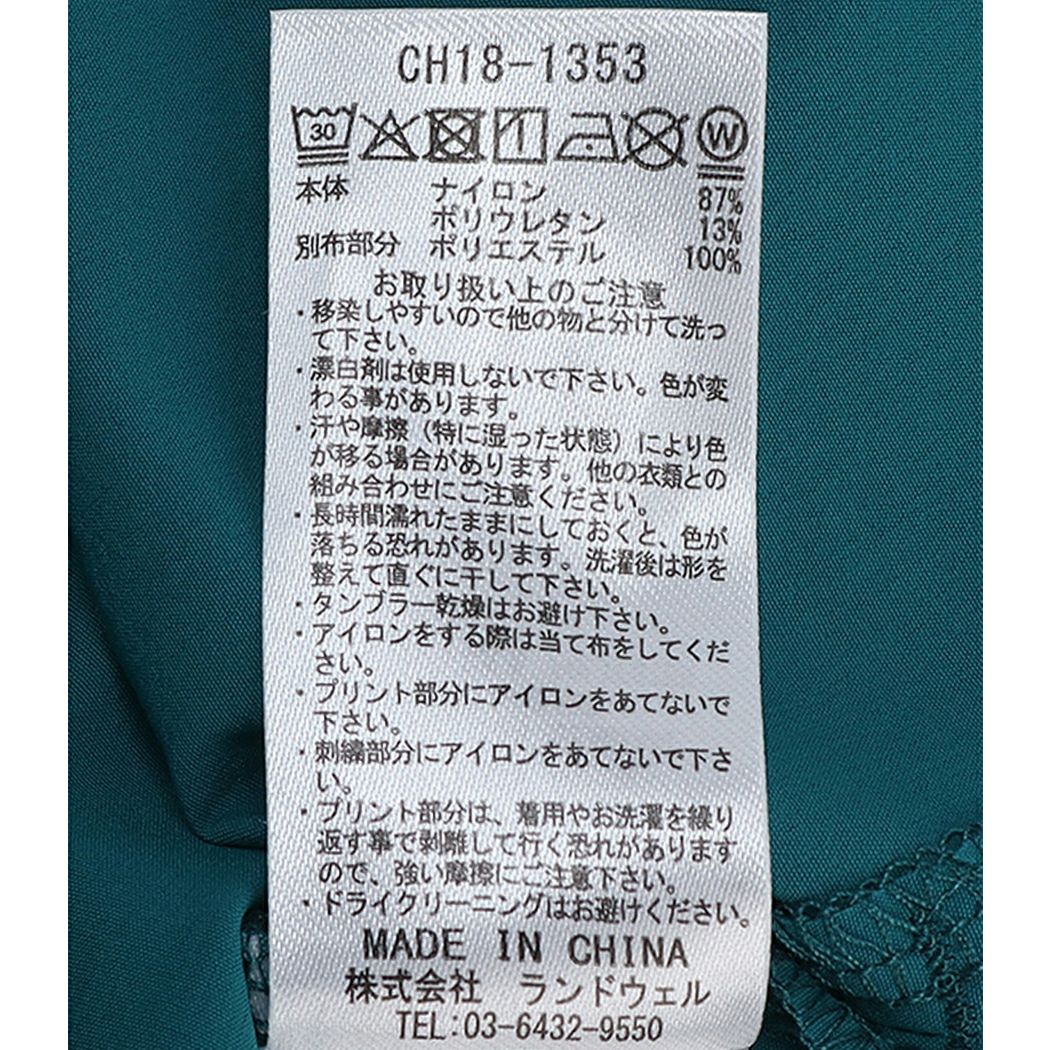 CH18-1353
30 W
本体 ナイロン 87%
ポリウレタン 13%
別布部分 ポリエステル 100%
お取り扱い上のご注意
・移染しやすいので他の物と分けて洗っ
て下さい。
・漂白剤は使用しないで下さい。色が変
わる事があります。
・汗や摩擦（特に湿った状態）により色
が移る場合があります。他の衣類との
組み合わせにご注意ください。
・長時間濡れたままにしておくと、色が
落ちる恐れがあります。洗濯後は形を
整えて直ぐに干して下さい。
・タンブラー乾燥はお避け下さい。
・アイロンをする際は当て布をしてくだ
さい。
・プリント部分にアイロンをあてないで
下さい。
・刺繍部分にアイロンをあてないで下さ
い。
・プリント部分は、着用やお洗濯を繰り
返す事で剥離して行く恐れがあります
ので、強い摩擦にご注意下さい。
・ドライクリーニングはお避けください。
MADE IN CHINA
株式会社 ランドウェル
TEL:03-6432-9550